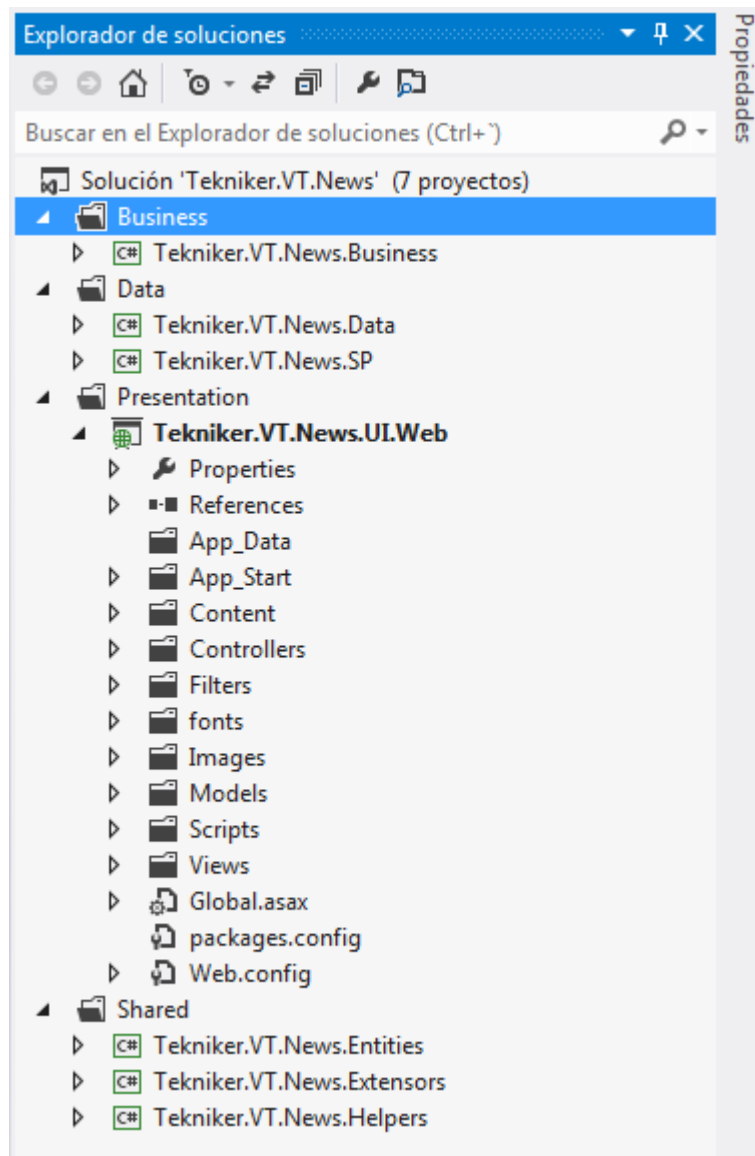 Explorador de soluciones
Propiedades
Buscar en el Explorador de soluciones (Ctrl+`)
Solución 'Tekniker.VT.News' (7 proyectos)
Business
C# Tekniker.VT.News.Business
Data
C# Tekniker.VT.News.Data
C# Tekniker.VT.News.SP
Presentation
Tekniker.VT.News.UI.Web
Properties
References
App_Data
App_Start
Content
Controllers
Filters
fonts
Images
Models
Scripts
Views
Global.asax
packages.config
Web.config
Shared
C# Tekniker.VT.News.Entities
C# Tekniker.VT.News.Extensors
C# Tekniker.VT.News.Helpers